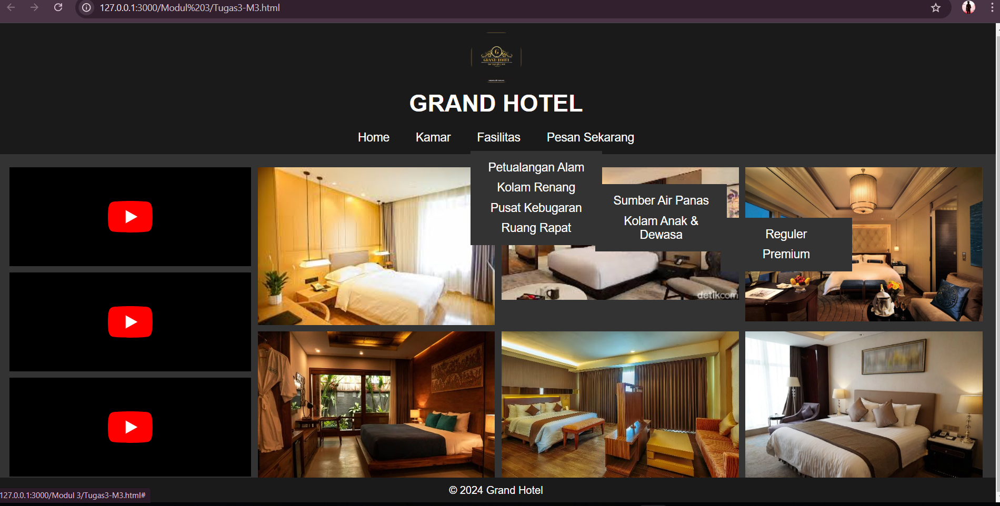 127.0.0.1:3000/Modul%203/Tugas3-M3.html
G
GRAND HOTEL
GRAND HOTEL
Home Kamar Fasilitas Pesan Sekarang
Petualangan Alam
Kolam Renang
Pusat Kebugaran
Ruang Rapat
Sumber Air Panas
Kolam Anak &
Dewasa
Reguler
Premium
detikcom
© 2024 Grand Hotel
127.0.0.1:3000/Modul 3/Tugas3-M3.html#